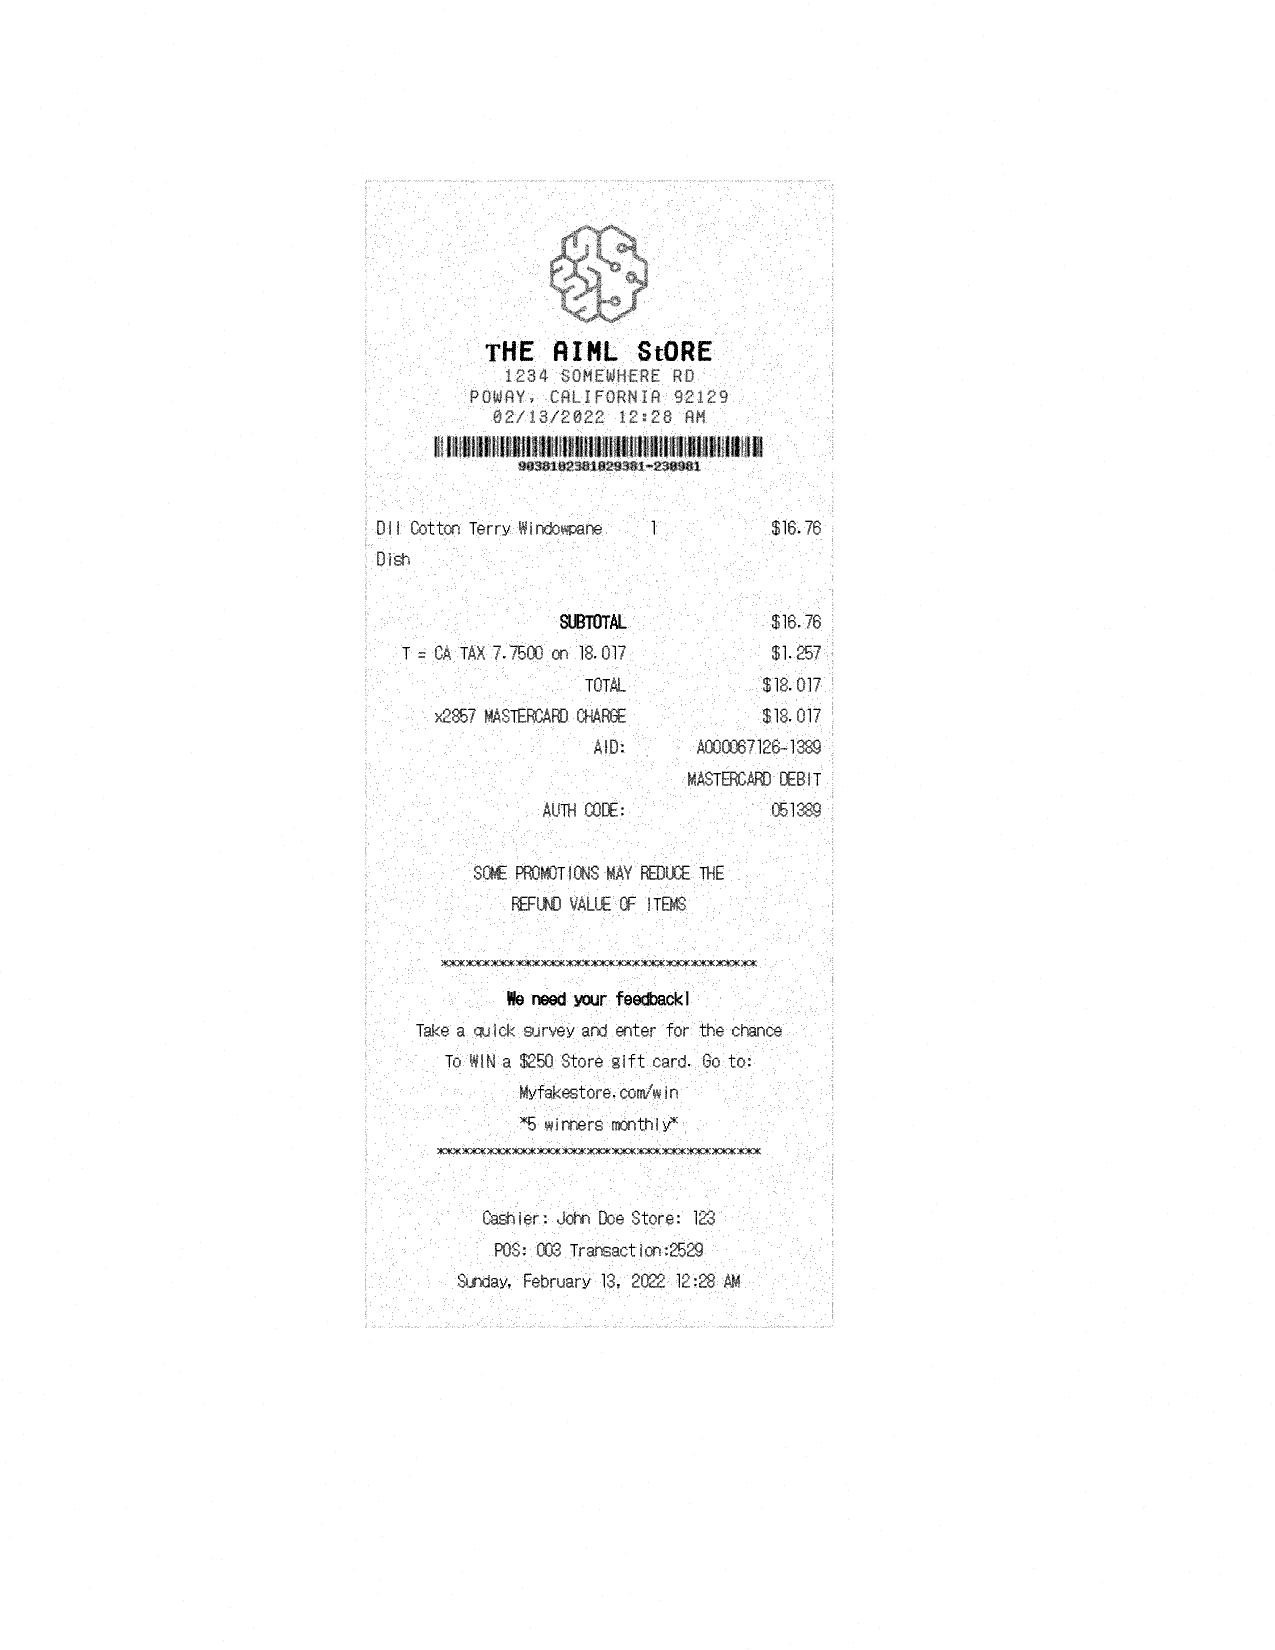 THE AIML StORE
1234 SOMEWHERE RD
POWAY, CALIFORNIA 92129
02/13/2022 12:28 AM
9038102381029381-230981
DII Cotton Terry Windowpane 1 $16.76
Dish
SUBTOTAL $16.76
T = CA TAX 7.7500 on 18.017 $1.257
TOTAL $18.017
x2857 MASTERCARD CHARGE $18.017
AID: A000067126-1389
MASTERCARD DEBIT
AUTH CODE: 051389
SOME PROMOTIONS MAY REDUCE THE
REFUND VALUE OF ITEMS
**************************************
We need your feedback!
Take a quick survey and enter for the chance
To WIN a $250 Store gift card. Go to:
Myfakestore.com/win
*5 winners monthly*
***************************************
Cashier: John Doe Store: 123
POS: 003 Transaction:2529
Sunday, February 13, 2022 12:28 AM